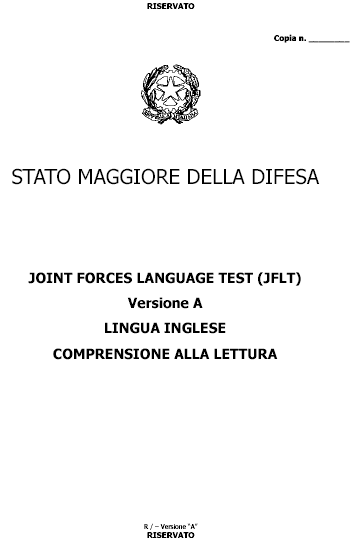 RISERVATO
Copia n. ________
STATO MAGGIORE DELLA DIFESA
JOINT FORCES LANGUAGE TEST (JFLT)
Versione A
LINGUA INGLESE
COMPRENSIONE ALLA LETTURA
R / – Versione "A"
RISERVATO